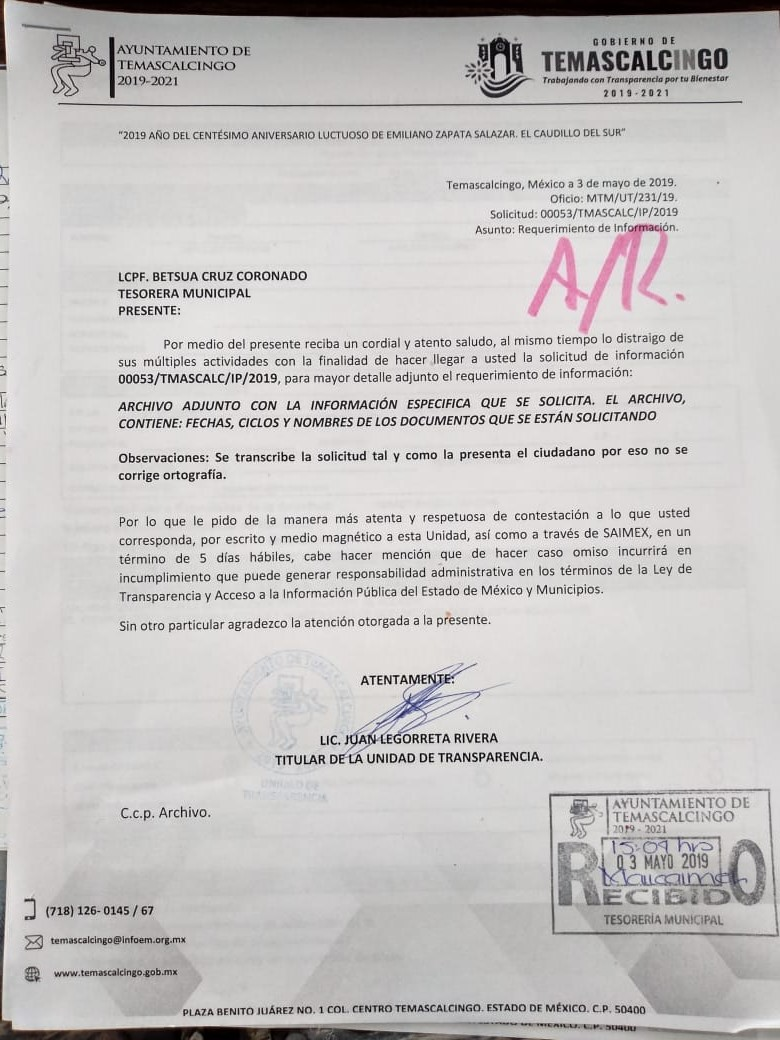 AYUNTAMIENTO DE
TEMASCALCINGO
2019-2021
GOBIERNO DE
TEMASCALCINGO
Trabajando con Transparencia por tu Bienestar
2019-2021
"2019 AÑO DEL CENTÉSIMO ANIVERSARIO LUCTUOSO DE EMILIANO ZAPATA SALAZAR. EL CAUDILLO DEL SUR"
Temascalcingo, México a 3 de mayo de 2019.
Oficio: MTM/UT/231/19.
Solicitud: 00053/TMASCALC/IP/2019
Asunto: Requerimiento de Información.
A/R.
LCPF. BETSUA CRUZ CORONADO
TESORERA MUNICIPAL
PRESENTE:
Por medio del presente reciba un cordial y atento saludo, al mismo tiempo lo distraigo de
sus múltiples actividades con la finalidad de hacer llegar a usted la solicitud de información
00053/TMASCALC/IP/2019, para mayor detalle adjunto el requerimiento de información:
ARCHIVO ADJUNTO CON LA INFORMACIÓN ESPECIFICA QUE SE SOLICITA. EL ARCHIVO,
CONTIENE: FECHAS, CICLOS Y NOMBRES DE LOS DOCUMENTOS QUE SE ESTÁN SOLICITANDO
Observaciones: Se transcribe la solicitud tal y como la presenta el ciudadano por eso no se
corrige ortografía.
Por lo que le pido de la manera más atenta y respetuosa de contestación a lo que usted
corresponda, por escrito y medio magnético a esta Unidad, así como a través de SAIMEX, en un
término de 5 días hábiles, cabe hacer mención que de hacer caso omiso incurrirá en
incumplimiento que puede generar responsabilidad administrativa en los términos de la Ley de
Transparencia y Acceso a la Información Pública del Estado de México y Municipios.
Sin otro particular agradezco la atención otorgada a la presente.
AYUNTAMIENTO DE TEMASCALCINGO
UNIDAD DE
TRANSPARENCIA
ATENTAMENTE:
LIC. JUAN LEGORRETA RIVERA
TITULAR DE LA UNIDAD DE TRANSPARENCIA.
C.c.p. Archivo.
AYUNTAMIENTO DE
TEMASCALCINGO
2019 - 2021
15:09 hrs
03 MAYO 2019
RECIBIDO
TESORERÍA MUNICIPAL
(718) 126- 0145 / 67
temascalcingo@infoem.org.mx
www.temascalcingo.gob.mx
PLAZA BENITO JUÁREZ NO. 1 COL. CENTRO TEMASCALCINGO. ESTADO DE MÉXICO. C.P. 50400
ESTADO DE MÉXICO. C.P. 50400